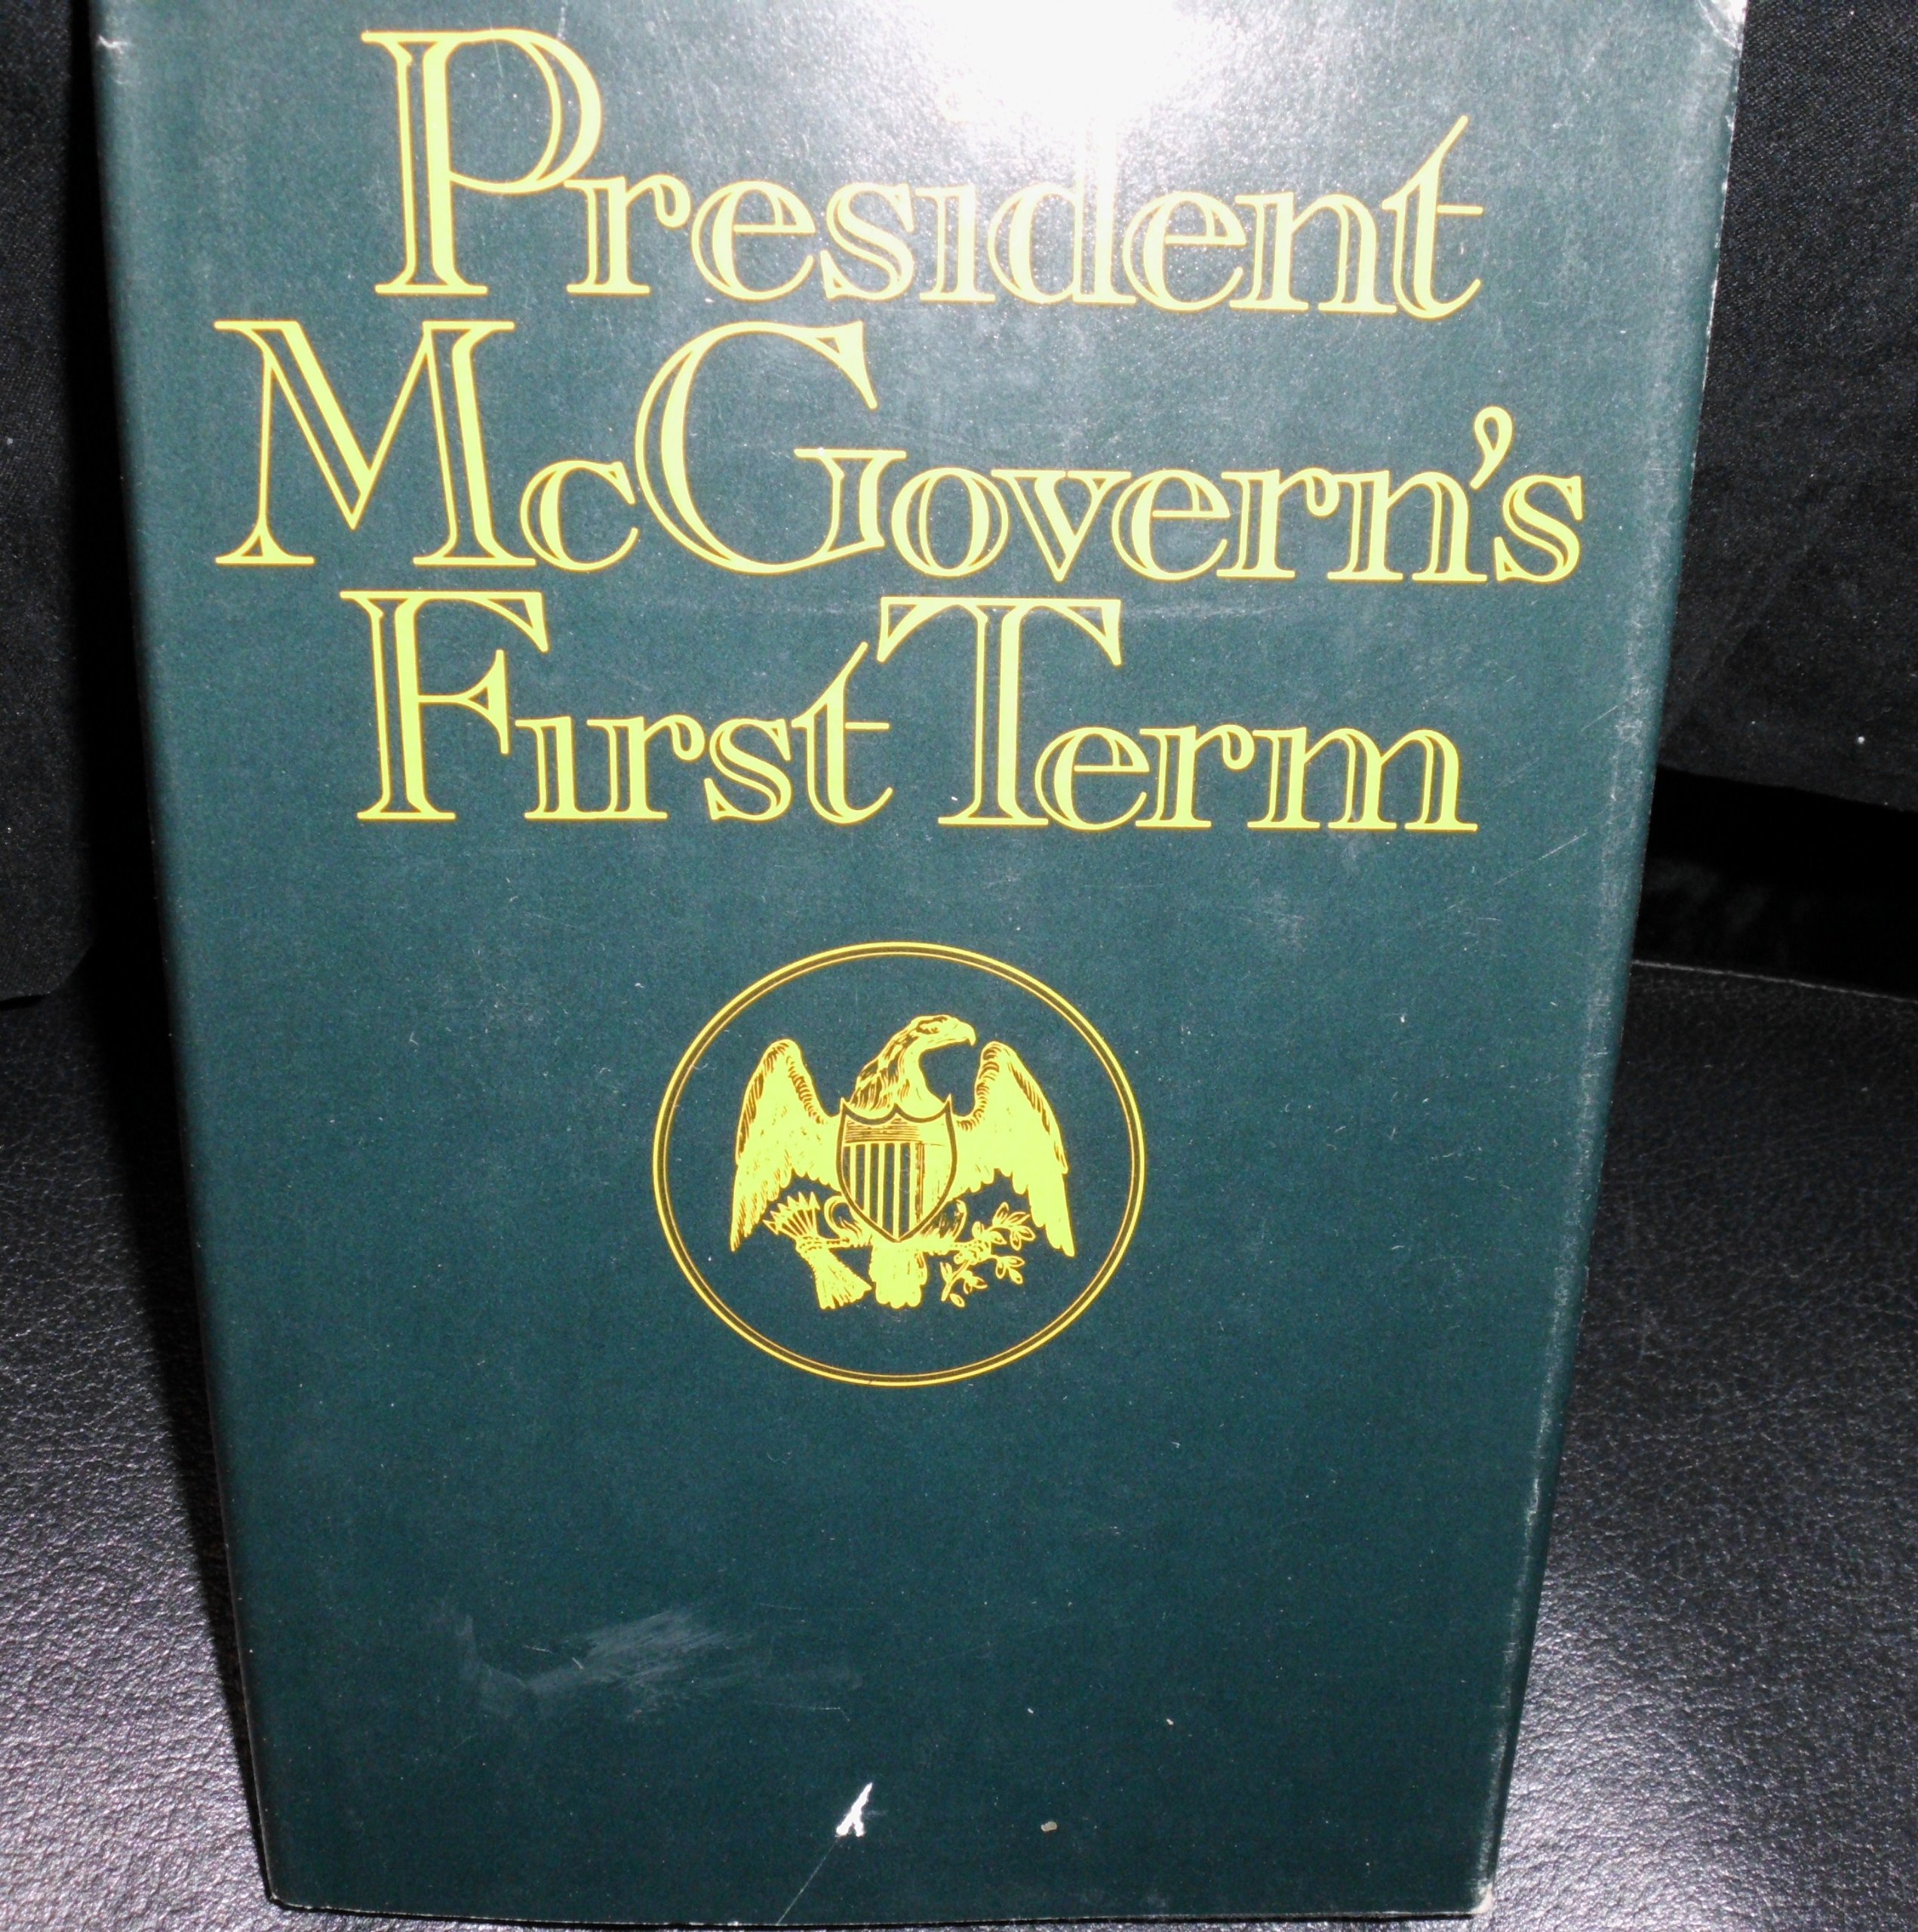 President
McGovern's
First Term